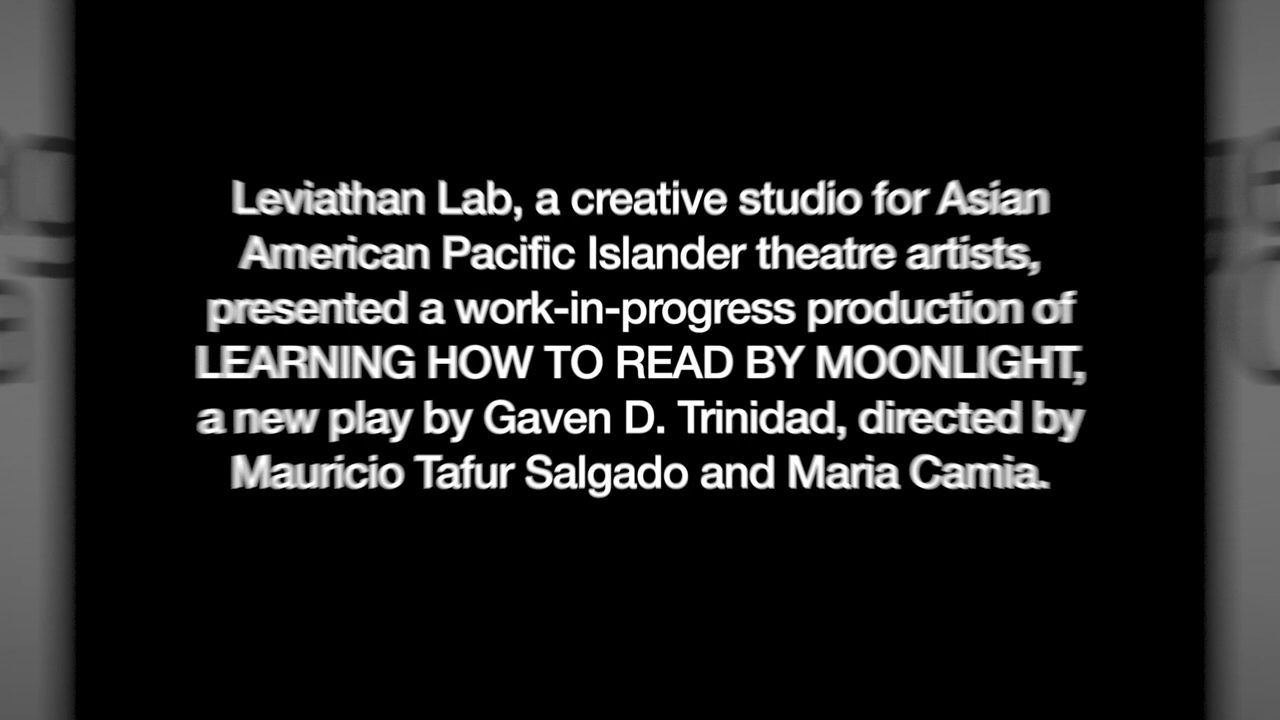 Leviathan Lab, a creative studio for Asian
American Pacific Islander theatre artists,
presented a work-in-progress production of
LEARNING HOW TO READ BY MOONLIGHT,
a new play by Gaven D. Trinidad, directed by
Mauricio Tafur Salgado and Maria Camia.